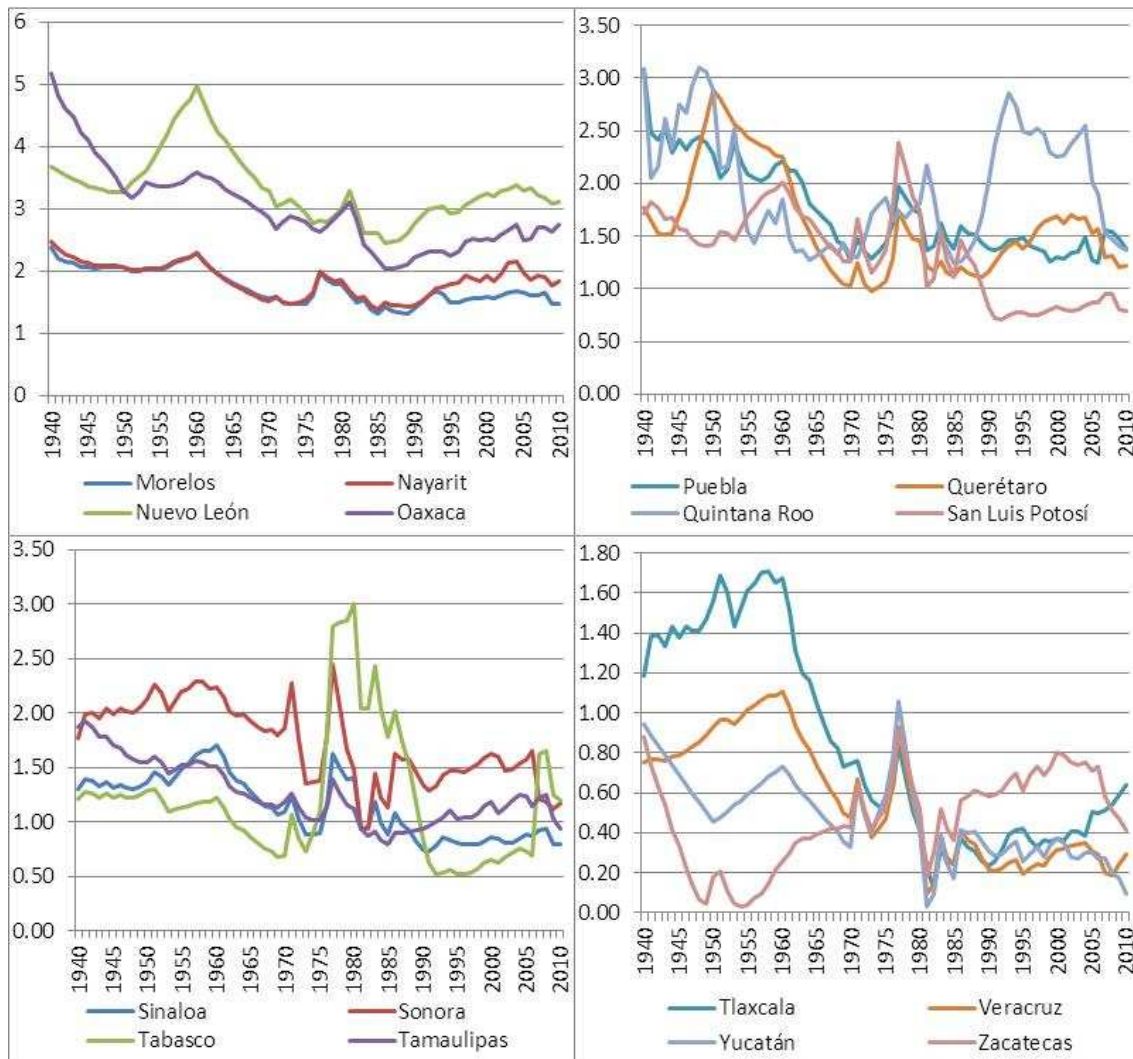 6
5
4
3
2
1
0
1940 1945 1950 1955 1960 1965 1970 1975 1980 1985 1990 1995 2000 2005 2010
Morelos Nayarit
Nuevo León Oaxaca
3.50
3.00
2.50
2.00
1.50
1.00
0.50
0.00
1940 1945 1950 1955 1960 1965 1970 1975 1980 1985 1990 1995 2000 2005 2010
Puebla Querétaro
Quintana Roo San Luis Potosí
3.50
3.00
2.50
2.00
1.50
1.00
0.50
0.00
1940 1945 1950 1955 1960 1965 1970 1975 1980 1985 1990 1995 2000 2005 2010
Sinaloa Sonora
Tabasco Tamaulipas
1.80
1.60
1.40
1.20
1.00
0.80
0.60
0.40
0.20
0.00
1940 1945 1950 1955 1960 1965 1970 1975 1980 1985 1990 1995 2000 2005 2010
Tlaxcala Veracruz
Yucatán Zacatecas